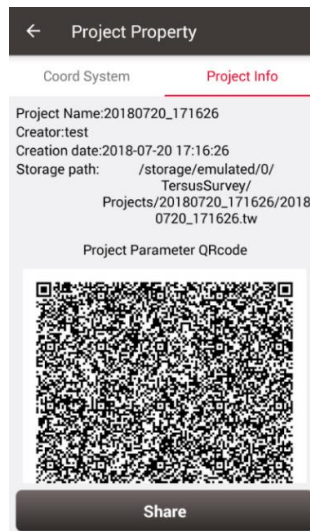 Project Property
Coord System Project Info
Project Name:20180720_171626
Creator:test
Creation date:2018-07-20 17:16:26
Storage path: /storage/emulated/0/
TersusSurvey/
Projects/20180720_171626/2018
0720_171626.tw
Project Parameter QRcode
Share